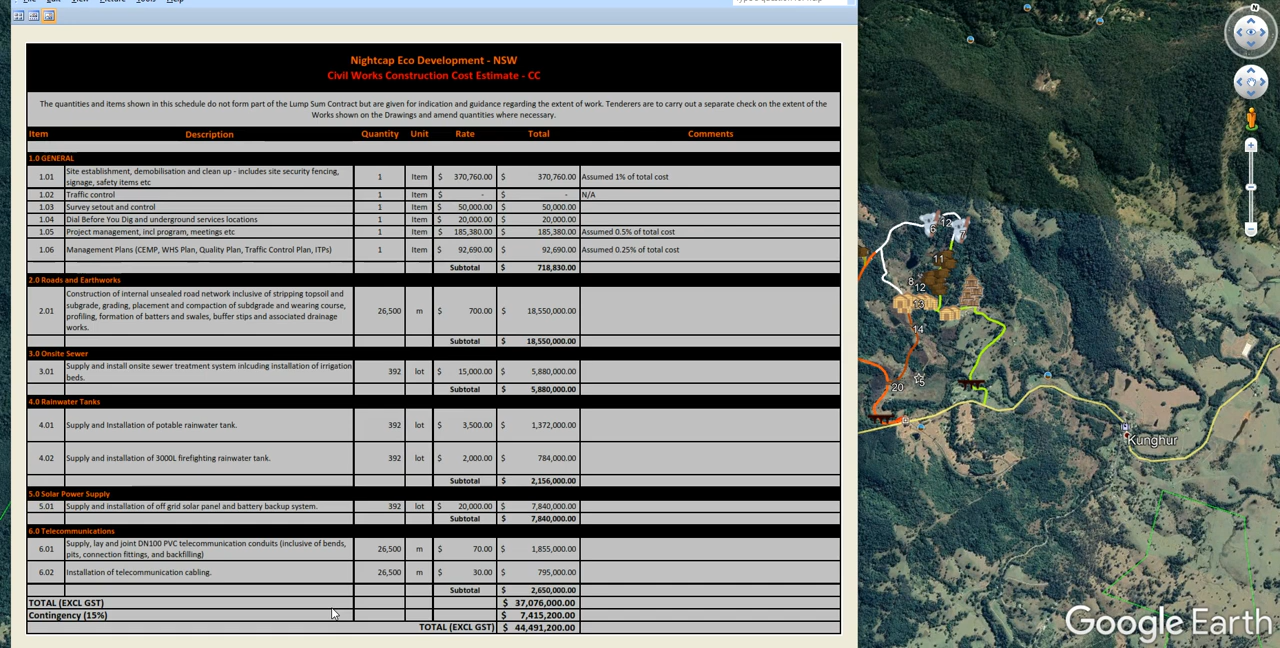 Nightcap Eco Development - NSW
Civil Works Construction Cost Estimate - CC
The quantities and items shown in this schedule do not form part of the Lump Sum Contract but are given for indication and guidance regarding the extent of work. Tenderers are to carry out a separate check on the extent of the
Works shown on the Drawings and amend quantities where necessary.
Item Description Quantity Unit Rate Total Comments
1.0 GENERAL
1.01 Site establishment, demobilisation and clean up - includes site security fencing, signage, safety items etc 1 Item $ 370,760.00 $ 370,760.00 Assumed 1% of total cost
1.02 Traffic control 1 Item $ - $ - N/A
1.03 Survey setout and control 1 Item $ 50,000.00 $ 50,000.00
1.04 Dial Before You Dig and underground services locations 1 Item $ 20,000.00 $ 20,000.00
1.05 Project management, incl program, meetings etc 1 Item $ 185,380.00 $ 185,380.00 Assumed 0.5% of total cost
1.06 Management Plans (CEMP, WHS Plan, Quality Plan, Traffic Control Plan, ITPs) 1 Item $ 92,690.00 $ 92,690.00 Assumed 0.25% of total cost
Subtotal $ 718,830.00
2.0 Roads and Earthworks
2.01 Construction of internal unsealed road network inclusive of stripping topsoil and subgrade, grading, placement and compaction of subdgrade and wearing course, profiling, formation of batters and swales, buffer stips and associated drainage works. 26,500 m $ 700.00 $ 18,550,000.00
Subtotal $ 18,550,000.00
3.0 Onsite Sewer
3.01 Supply and install onsite sewer treatment system inlcuding installation of irrigation beds. 392 lot $ 15,000.00 $ 5,880,000.00
Subtotal $ 5,880,000.00
4.0 Rainwater Tanks
4.01 Supply and Installation of potable rainwater tank. 392 lot $ 3,500.00 $ 1,372,000.00
4.02 Supply and installation of 3000L firefighting rainwater tank. 392 lot $ 2,000.00 $ 784,000.00
Subtotal $ 2,156,000.00
5.0 Solar Power Supply
5.01 Supply and installation of off grid solar panel and battery backup system. 392 lot $ 20,000.00 $ 7,840,000.00
Subtotal $ 7,840,000.00
6.0 Telecommunications
6.01 Supply, lay and joint DN100 PVC telecommunication conduits (inclusive of bends, pits, connection fittings, and backfilling) 26,500 m $ 70.00 $ 1,855,000.00
6.02 Installation of telecommunication cabling. 26,500 m $ 30.00 $ 795,000.00
Subtotal $ 2,650,000.00
TOTAL (EXCL GST) $ 37,076,000.00
Contingency (15%) $ 7,415,200.00
TOTAL (EXCL GST) $ 44,491,200.00
N
6 12 7
11
8 12
13
14
20 5
Kunghur
Google Earth